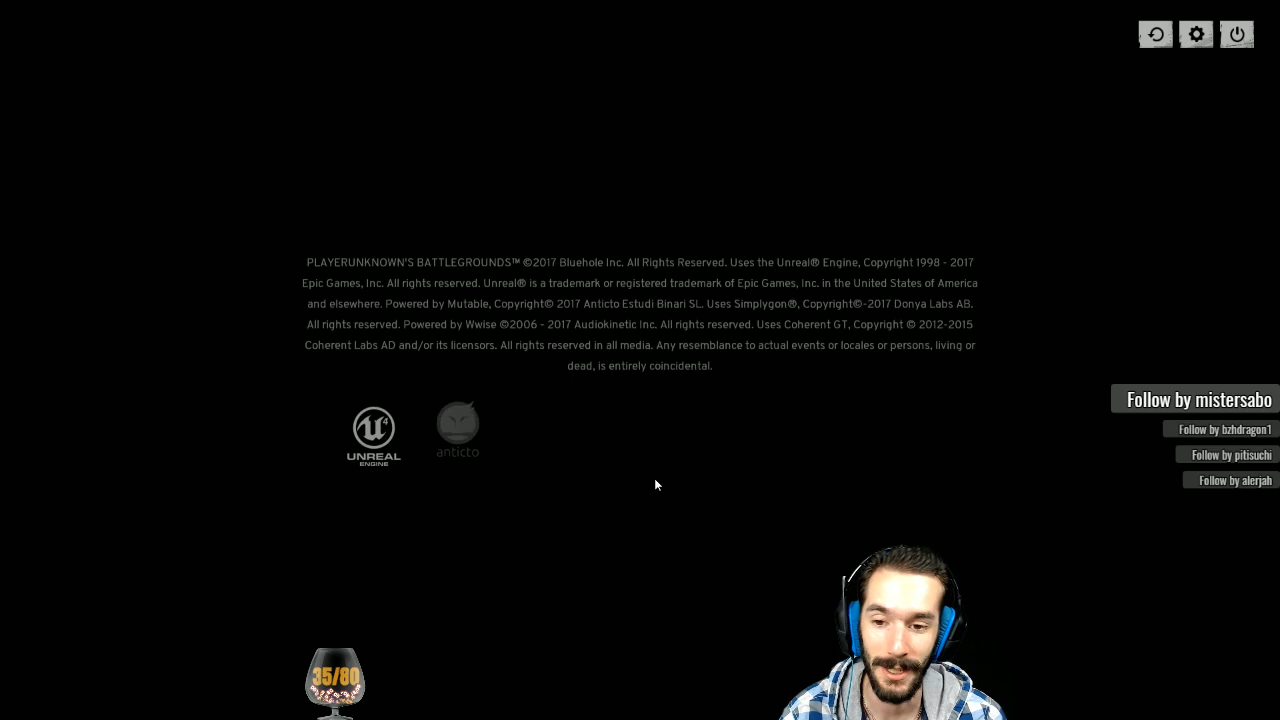 PLAYERUNKNOWN'S BATTLEGROUNDS™ ©2017 Bluehole Inc. All Rights Reserved. Uses the Unreal® Engine, Copyright 1998 - 2017
Epic Games, Inc. All rights reserved. Unreal® is a trademark or registered trademark of Epic Games, Inc. in the United States of America
and elsewhere. Powered by Mutable, Copyright© 2017 Anticto Estudi Binari SL. Uses Simplygon®, Copyright©-2017 Donya Labs AB.
All rights reserved. Powered by Wwise ©2006 - 2017 Audiokinetic Inc. All rights reserved. Uses Coherent GT, Copyright © 2012-2015
Coherent Labs AD and/or its licensors. All rights reserved in all media. Any resemblance to actual events or locales or persons, living or
dead, is entirely coincidental.
Follow by mistersabo
Follow by bzhdragon1
Follow by pitisuchi
Follow by alerjah
U4
UNREAL
ENGINE
anticto
35/80